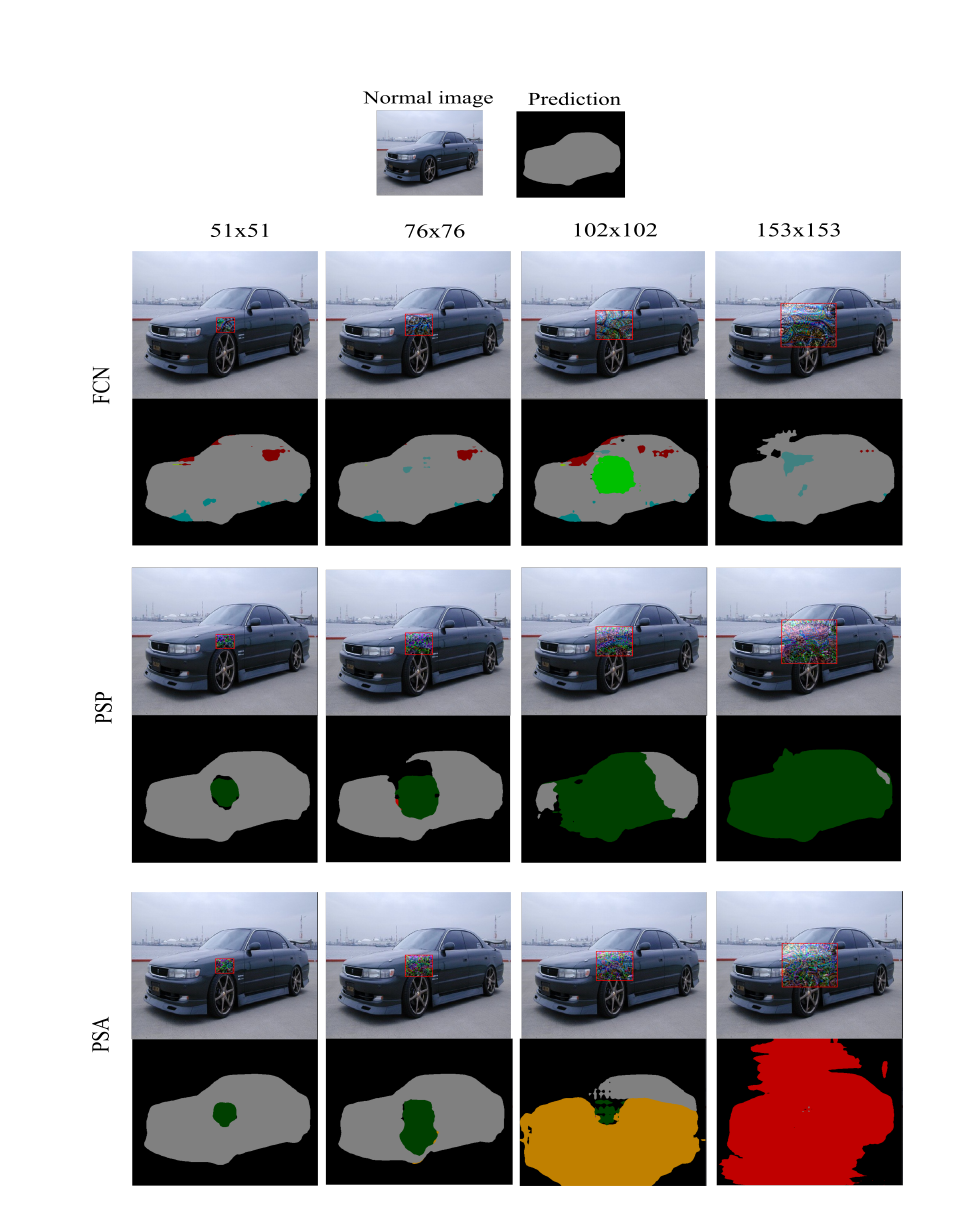 Normal image Prediction
51x51 76x76 102x102 153x153
FCN
PSP
PSA